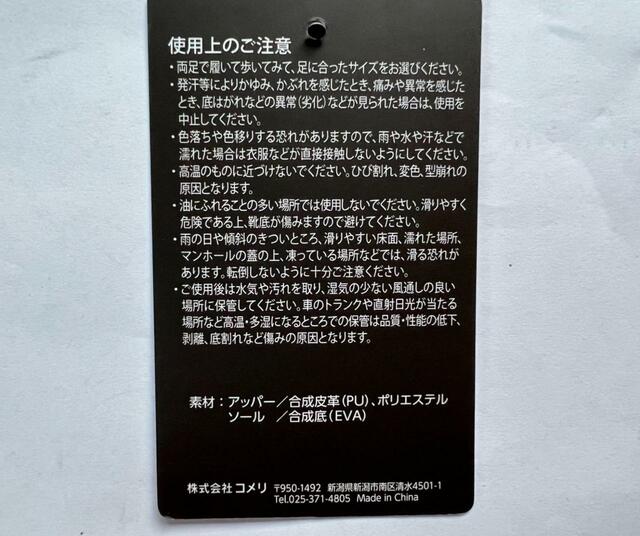 使用上のご注意
・両足で履いて歩いてみて、足に合ったサイズをお選びください。
・発汗等によりかゆみ、かぶれを感じたとき、痛みや異常を感じた
とき、底はがれなどの異常(劣化)などが見られた場合は、使用を
中止してください。
・色落ちや色移りする恐れがありますので、雨や水や汗などで
濡れた場合は衣服などが直接接触しないようにしてください。
・高温のものに近づけないでください。ひび割れ、変色、型崩れの
原因となります。
・油にふれることの多い場所では使用しないでください。滑りやすく
危険である上、靴底が傷みますので避けてください。
・雨の日や傾斜のきついところ、滑りやすい床面、濡れた場所、
マンホールの蓋の上、凍っている場所などでは、滑る恐れが
あります。転倒しないように十分ご注意ください。
・ご使用後は水気や汚れを取り、湿気の少ない風通しの良い
場所に保管してください。車のトランクや直射日光が当たる
場所など高温・多湿になるところでの保管は品質・性能の低下、
剥離、底割れなど傷みの原因となります。
素材：アッパー／合成皮革(PU)、ポリエステル
ソール ／合成底(EVA)
株式会社 コメリ 〒950-1492 新潟県新潟市南区清水4501-1
Tel.025-371-4805 Made in China